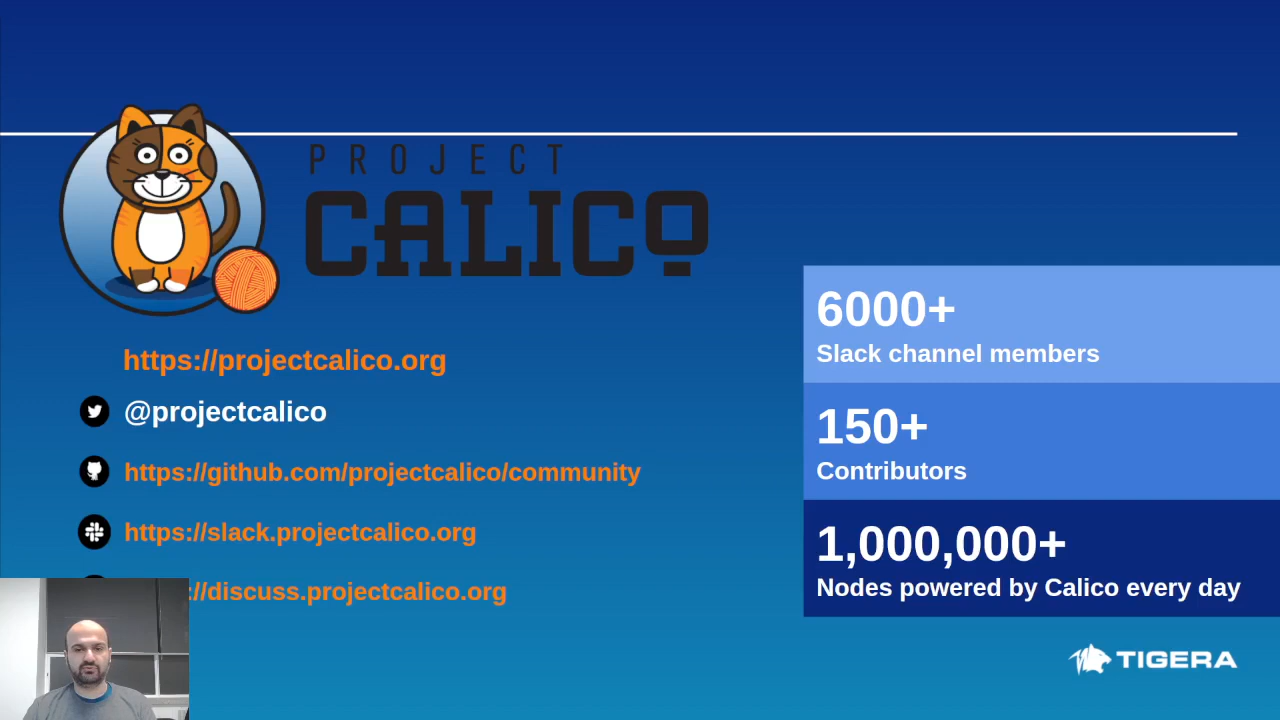 PROJECT
CALICO
https://projectcalico.org
@projectcalico
https://github.com/projectcalico/community
https://slack.projectcalico.org
://discuss.projectcalico.org
6000+
Slack channel members
150+
Contributors
1,000,000+
Nodes powered by Calico every day
TIGERA